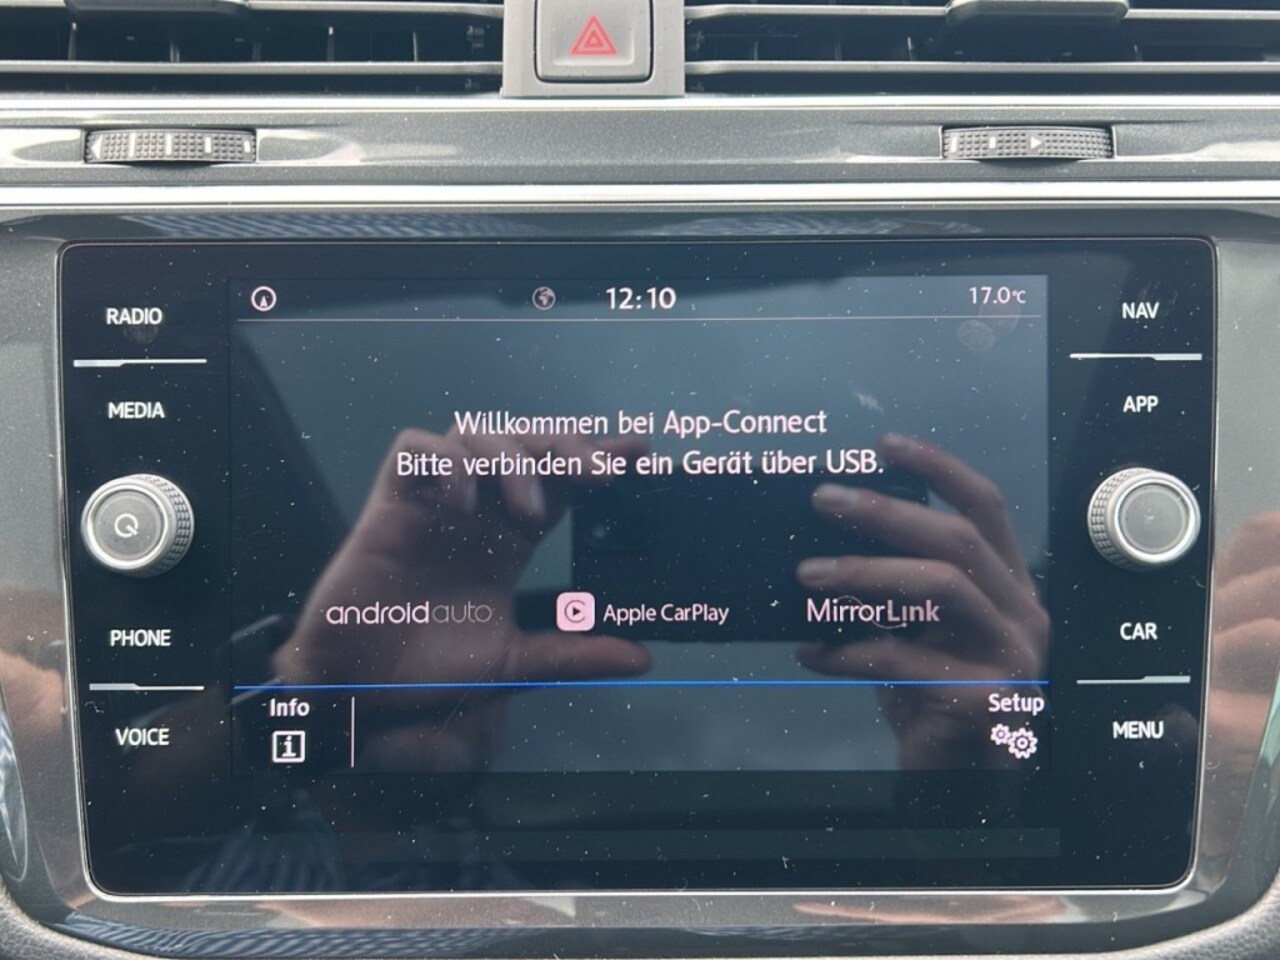 12:10
17.0°C
RADIO
NAV
MEDIA
APP
Willkommen bei App-Connect
Bitte verbinden Sie ein Gerät über USB.
androidauto
Apple CarPlay
MirrorLink
PHONE
CAR
Info
Setup
VOICE
MENU